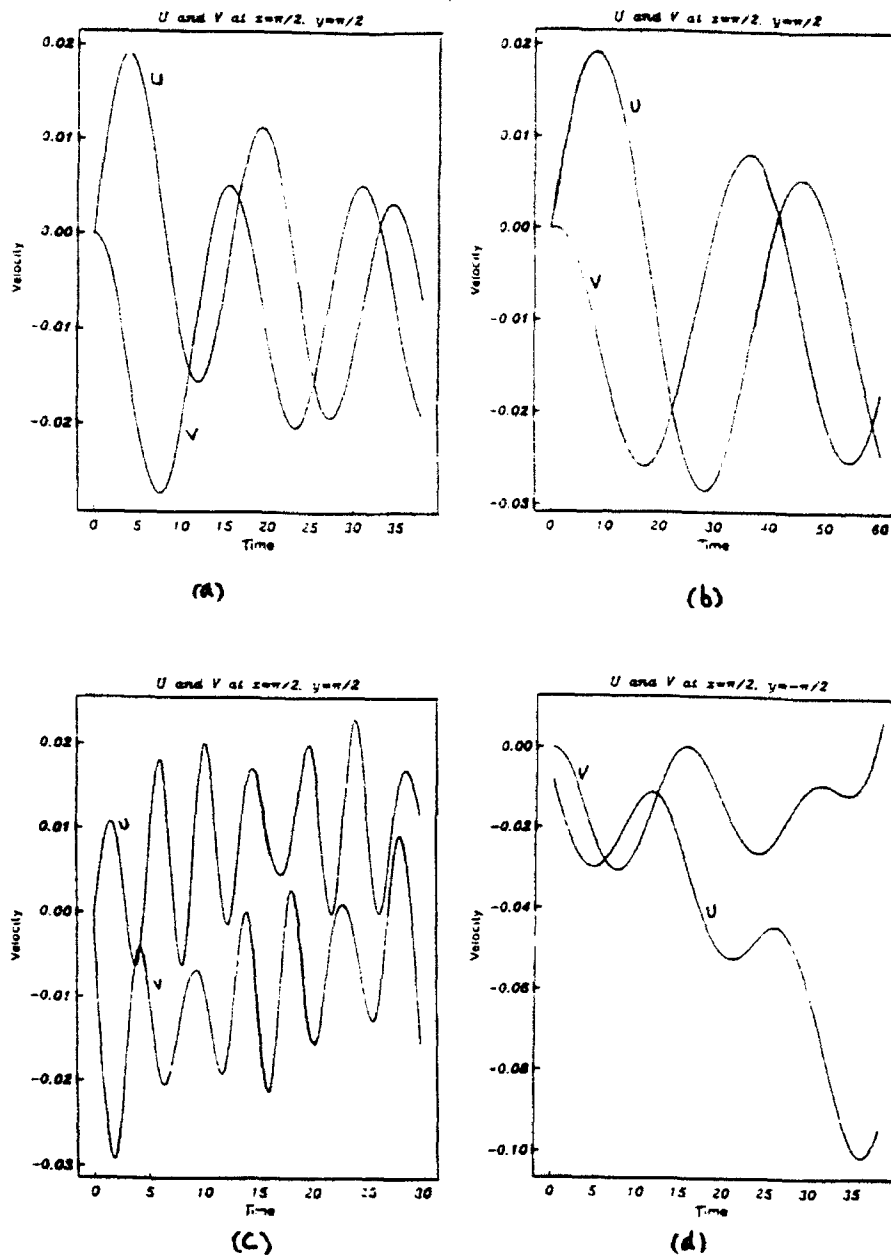 U and V at x=π/2, y=π/2
0.02
0.01
0.00
-0.01
-0.02
Velocity
U
V
0 5 10 15 20 25 30 35
Time
(a)
U and V at x=π/2, y=π/2
0.02
0.01
0.00
-0.01
-0.02
-0.03
Velocity
U
V
0 10 20 30 40 50 60
Time
(b)
U and V at x=π/2, y=π/2
0.02
0.01
0.00
-0.01
-0.02
-0.03
Velocity
U
V
0 5 10 15 20 25 30
Time
(c)
U and V at x=π/2, y=-π/2
0.00
-0.02
-0.04
-0.06
-0.08
-0.10
Velocity
V
U
0 5 10 15 20 25 30 35
Time
(d)